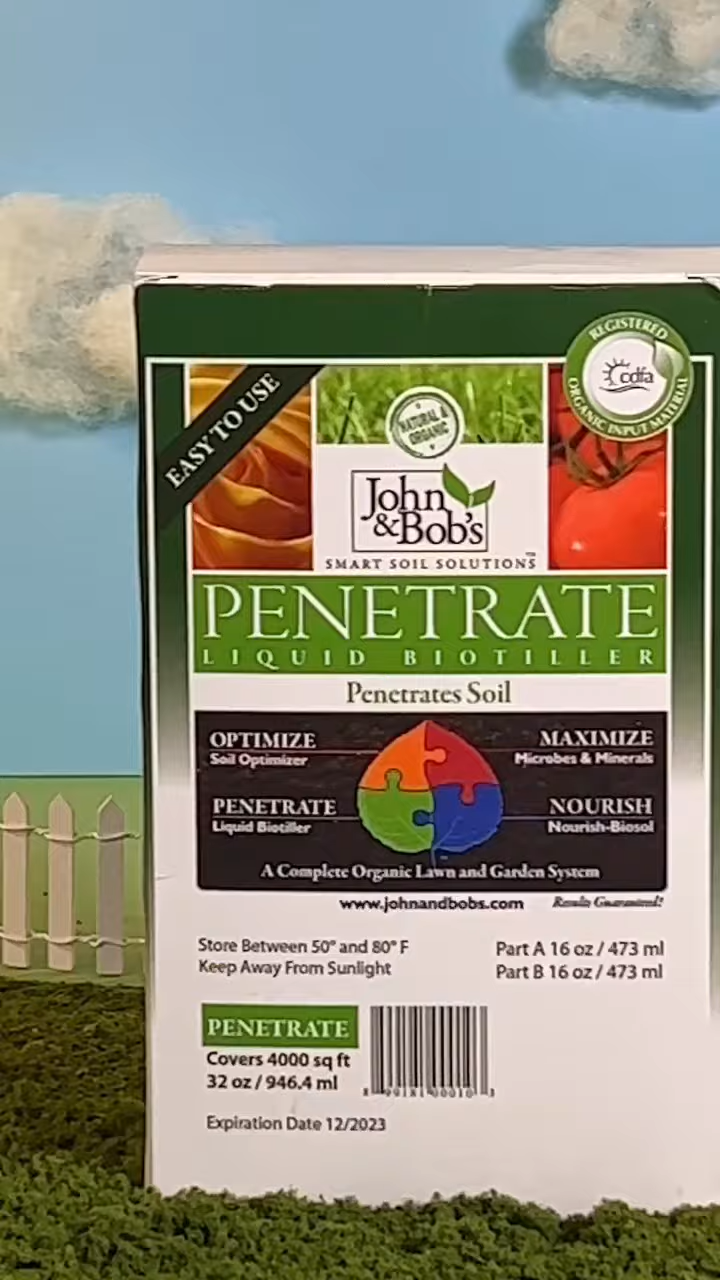 EASY TO USE
REGISTERED
cdfa
ORGANIC INPUT MATERIAL
NATURAL &
ORGANIC
John
&Bob's
SMART SOIL SOLUTIONS™
PENETRATE
LIQUID BIOTILLER
Penetrates Soil
OPTIMIZE
Soil Optimizer
MAXIMIZE
Microbes & Minerals
PENETRATE
Liquid Biotiller
NOURISH
Nourish-Biosol
A Complete Organic Lawn and Garden System
www.johnandbobs.com
Results Guaranteed!
Store Between 50° and 80° F
Keep Away From Sunlight
Part A 16 oz / 473 ml
Part B 16 oz / 473 ml
PENETRATE
Covers 4000 sq ft
32 oz / 946.4 ml
Expiration Date 12/2023